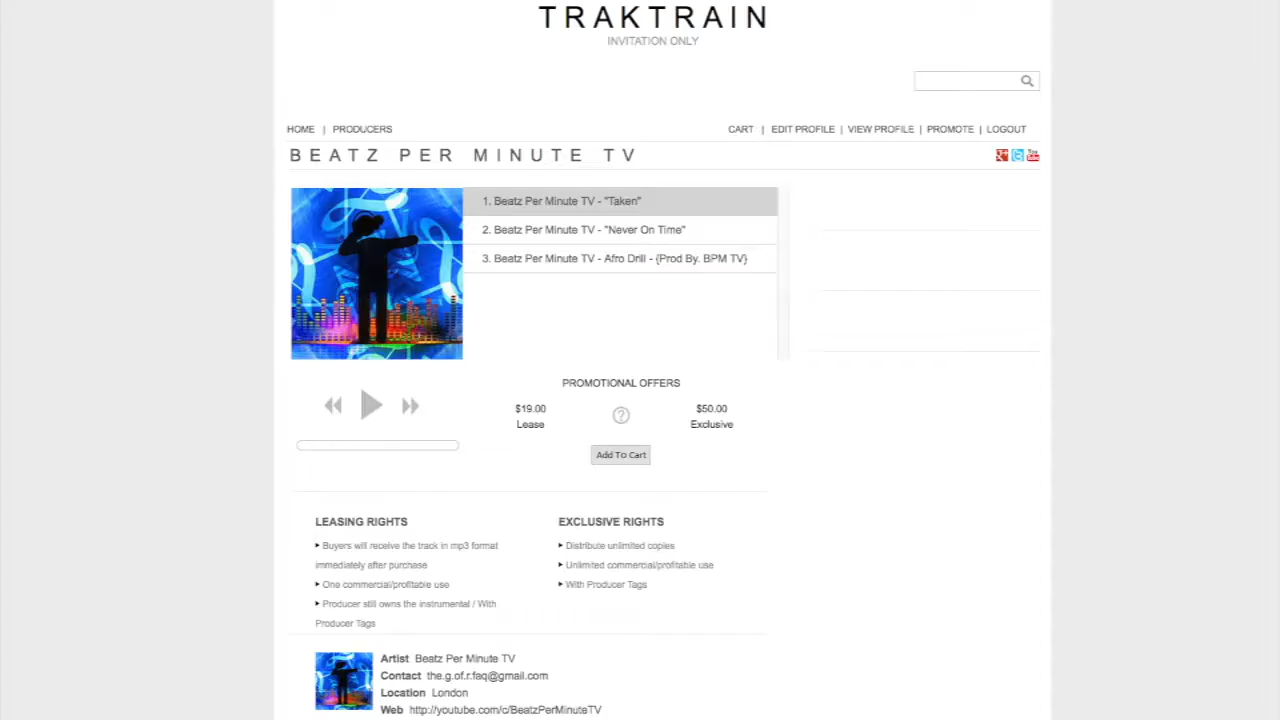 TRAKTRAIN
INVITATION ONLY
HOME | PRODUCERS
CART | EDIT PROFILE | VIEW PROFILE | PROMOTE | LOGOUT
BEATZ PER MINUTE TV
You Tube
1. Beatz Per Minute TV - "Taken"
2. Beatz Per Minute TV - "Never On Time"
3. Beatz Per Minute TV - Afro Drill - {Prod By. BPM TV}
PROMOTIONAL OFFERS
$19.00
Lease
?
$50.00
Exclusive
Add To Cart
LEASING RIGHTS
Buyers will receive the track in mp3 format
immediately after purchase
One commercial/profitable use
Producer still owns the instrumental / With
Producer Tags
EXCLUSIVE RIGHTS
Distribute unlimited copies
Unlimited commercial/profitable use
With Producer Tags
Artist Beatz Per Minute TV
Contact the.g.of.r.faq@gmail.com
Location London
Web http://youtube.com/c/BeatzPerMinuteTV